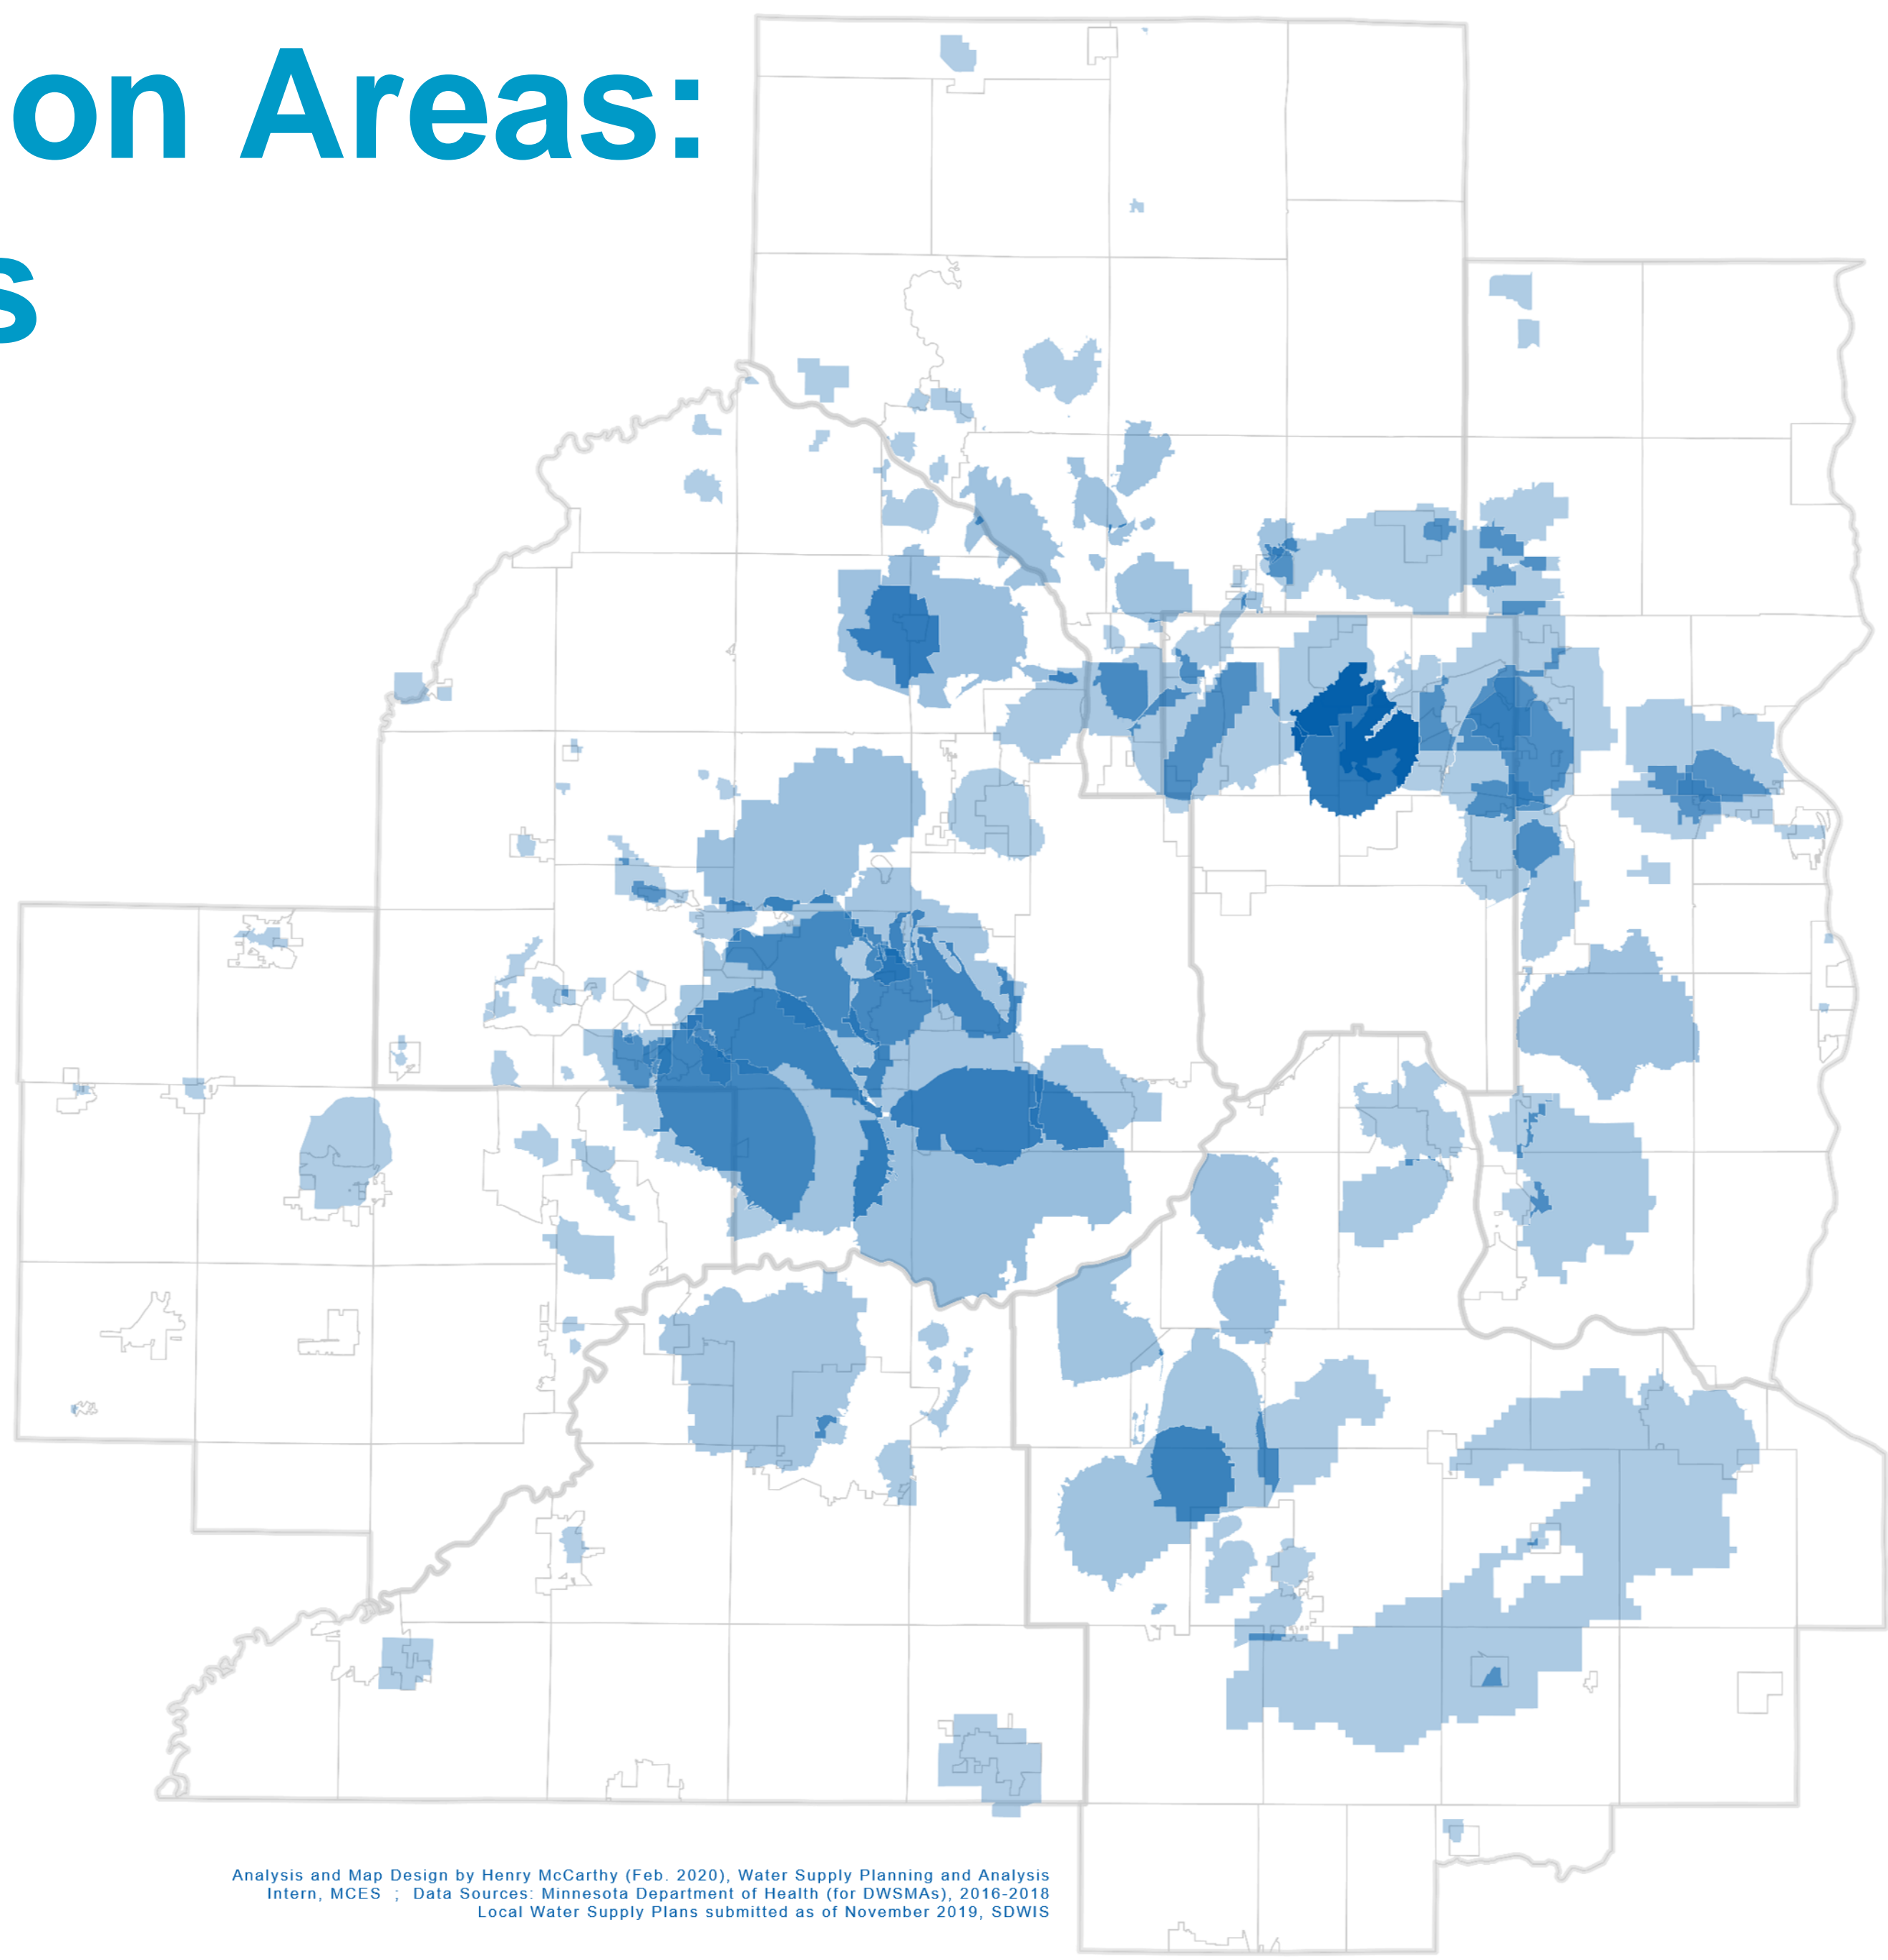 on Areas:
s
Analysis and Map Design by Henry McCarthy (Feb. 2020), Water Supply Planning and Analysis
Intern, MCES ; Data Sources: Minnesota Department of Health (for DWSMAs), 2016-2018
Local Water Supply Plans submitted as of November 2019, SDWIS